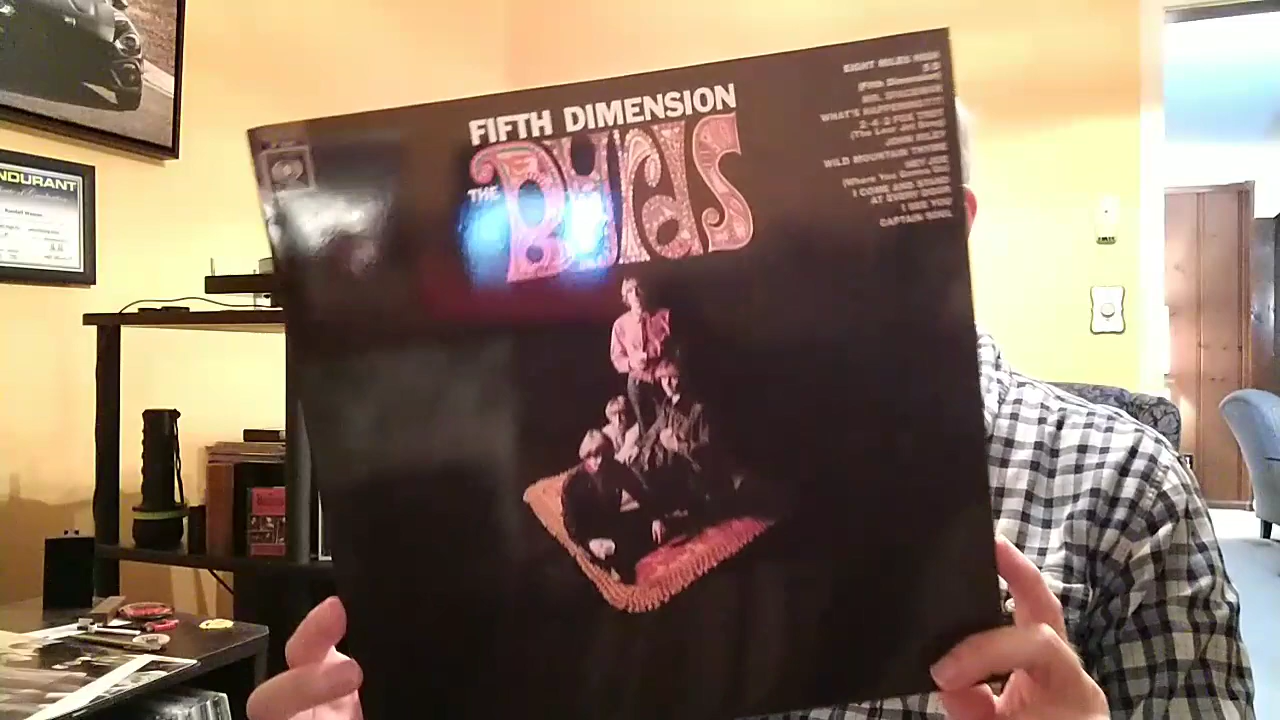 FIFTH DIMENSION
THE BYRDS
EIGHT MILES HIGH
5 D
(Fifth Dimension)
MR. SPACEMAN
WHAT'S HAPPENING?!?!
2-4-2 FOX TROT
(The Lear Jet Song)
JOHN RILEY
WILD MOUNTAIN THYME
HEY JOE
(Where You Gonna Go)
I COME AND STAND
AT EVERY DOOR
I SEE YOU
CAPTAIN SOUL
NDURANT